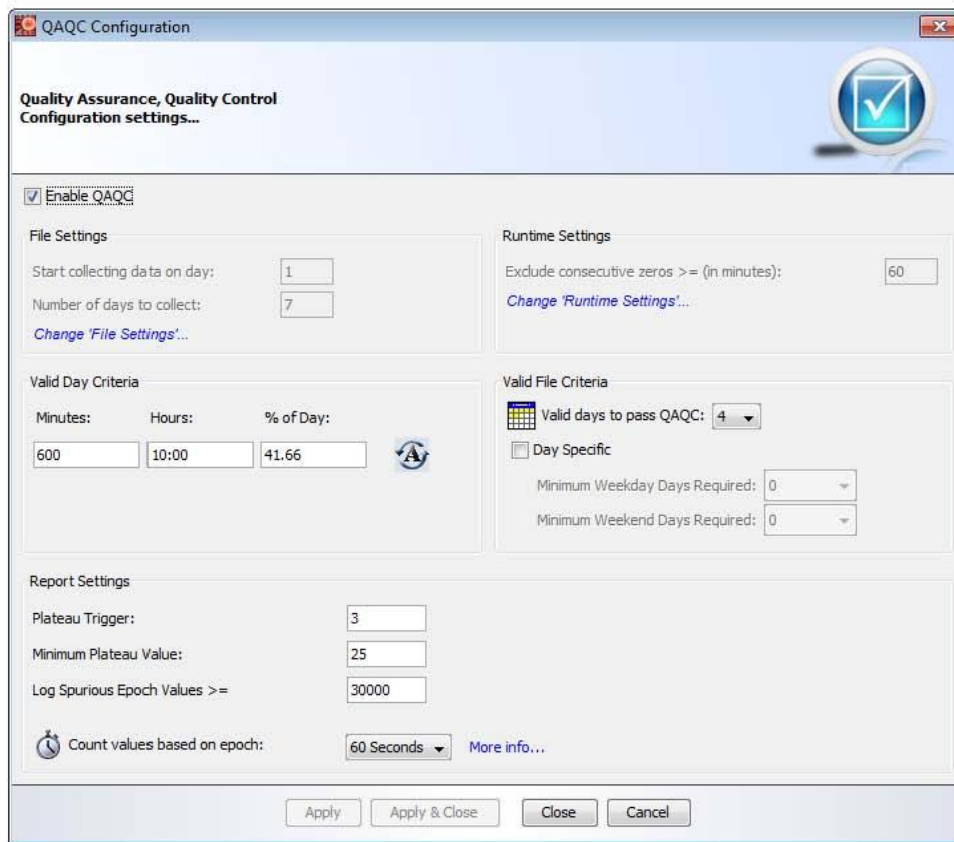 QAQC Configuration
Quality Assurance, Quality Control
Configuration settings...
Enable QAQC
File Settings
Start collecting data on day: 1
Number of days to collect: 7
Change 'File Settings'...
Runtime Settings
Exclude consecutive zeros >= (in minutes): 60
Change 'Runtime Settings'...
Valid Day Criteria
Minutes: Hours: % of Day:
600 10:00 41.66
A
Valid File Criteria
Valid days to pass QAQC: 4
Day Specific
Minimum Weekday Days Required: 0
Minimum Weekend Days Required: 0
Report Settings
Plateau Trigger: 3
Minimum Plateau Value: 25
Log Spurious Epoch Values >= 30000
Count values based on epoch: 60 Seconds More info...
Apply Apply & Close Close Cancel